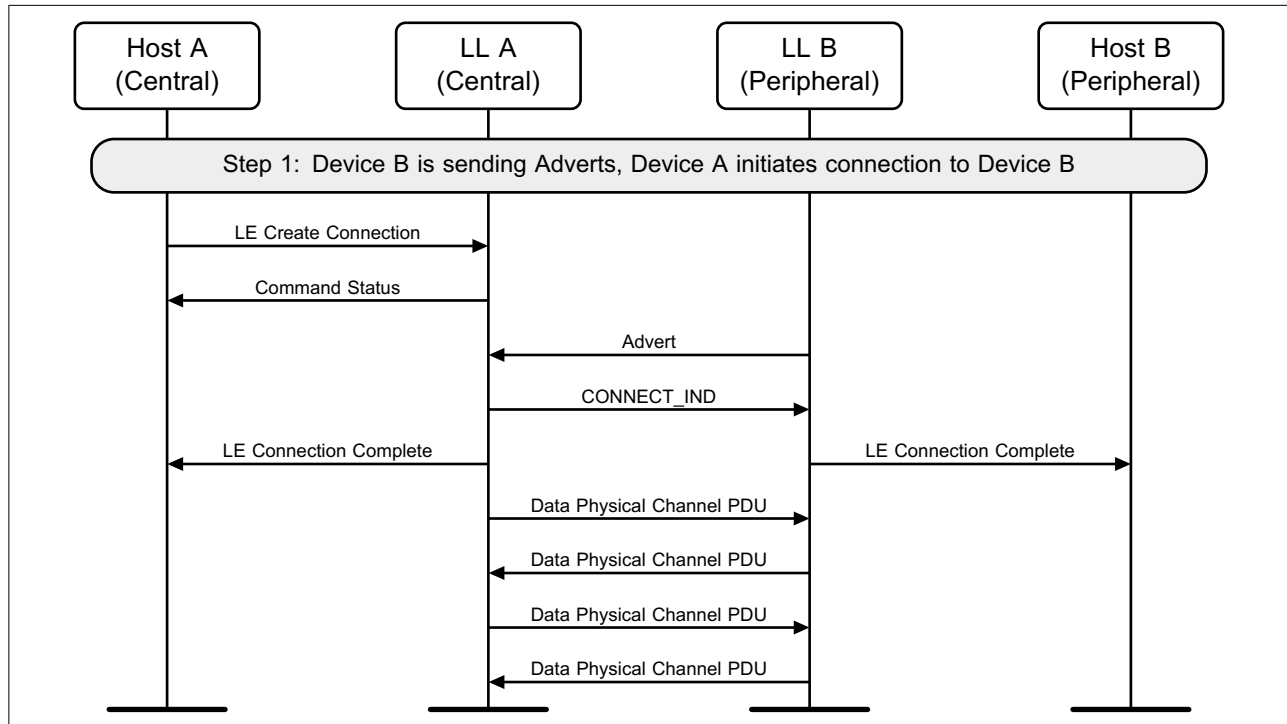 Host A
(Central)
LL A
(Central)
LL B
(Peripheral)
Host B
(Peripheral)
Step 1: Device B is sending Adverts, Device A initiates connection to Device B
LE Create Connection
Command Status
Advert
CONNECT_IND
LE Connection Complete
LE Connection Complete
Data Physical Channel PDU
Data Physical Channel PDU
Data Physical Channel PDU
Data Physical Channel PDU